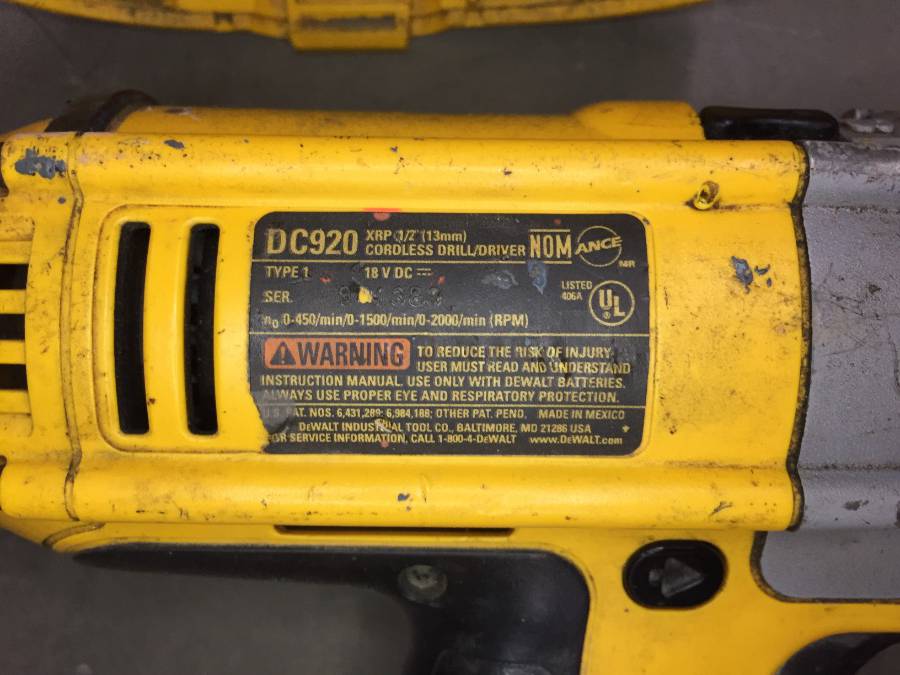 DC920 XRP 1/2" (13mm)
CORDLESS DRILL/DRIVER NOM ANCE MR
TYPE 1 18 V DC ⎓
SER.
LISTED
406A UL
n0 0-450/min/0-1500/min/0-2000/min (RPM)
WARNING TO REDUCE THE RISK OF INJURY,
USER MUST READ AND UNDERSTAND
INSTRUCTION MANUAL. USE ONLY WITH DEWALT BATTERIES.
ALWAYS USE PROPER EYE AND RESPIRATORY PROTECTION.
U.S. PAT. NOS. 6,431,289; 6,984,188; OTHER PAT. PEND. MADE IN MEXICO
DEWALT INDUSTRIAL TOOL CO., BALTIMORE, MD 21286 USA
FOR SERVICE INFORMATION, CALL 1-800-4-DEWALT www.DEWALT.com